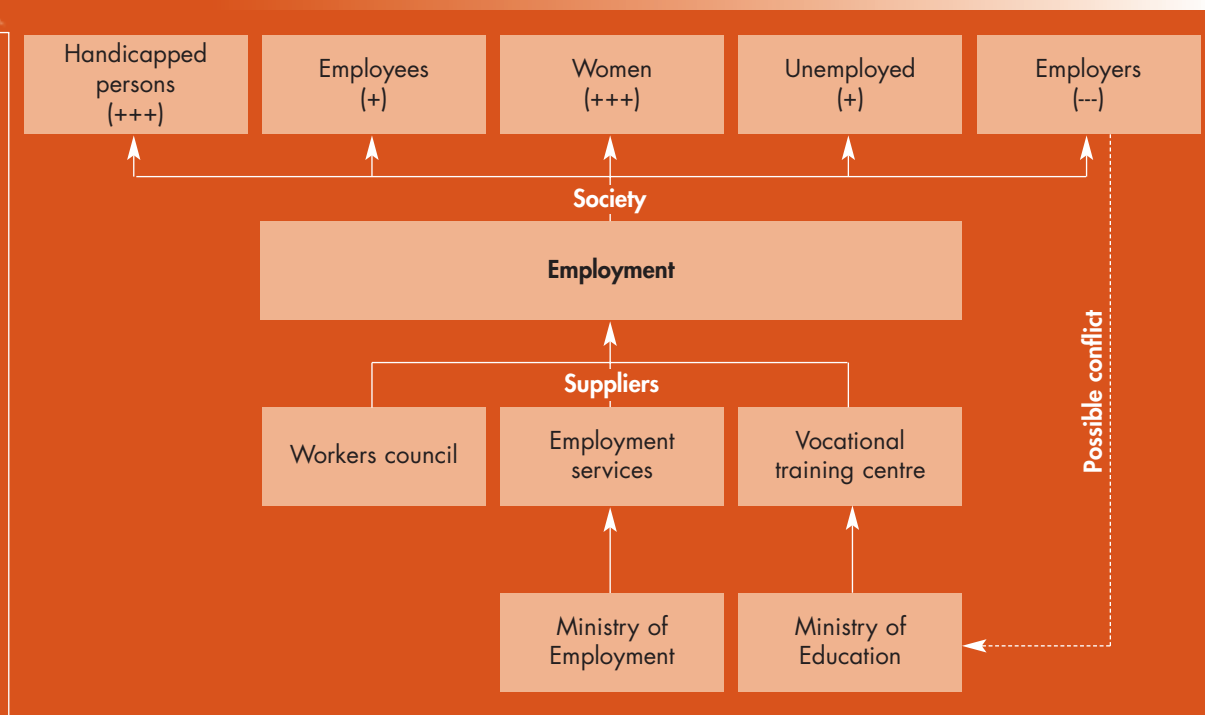 Handicapped
persons
(+++)
Employees
(+)
Women
(+++)
Unemployed
(+)
Employers
(---)
Society
Employment
Possible conflict
Suppliers
Workers council
Employment
services
Vocational
training centre
Ministry of
Employment
Ministry of
Education